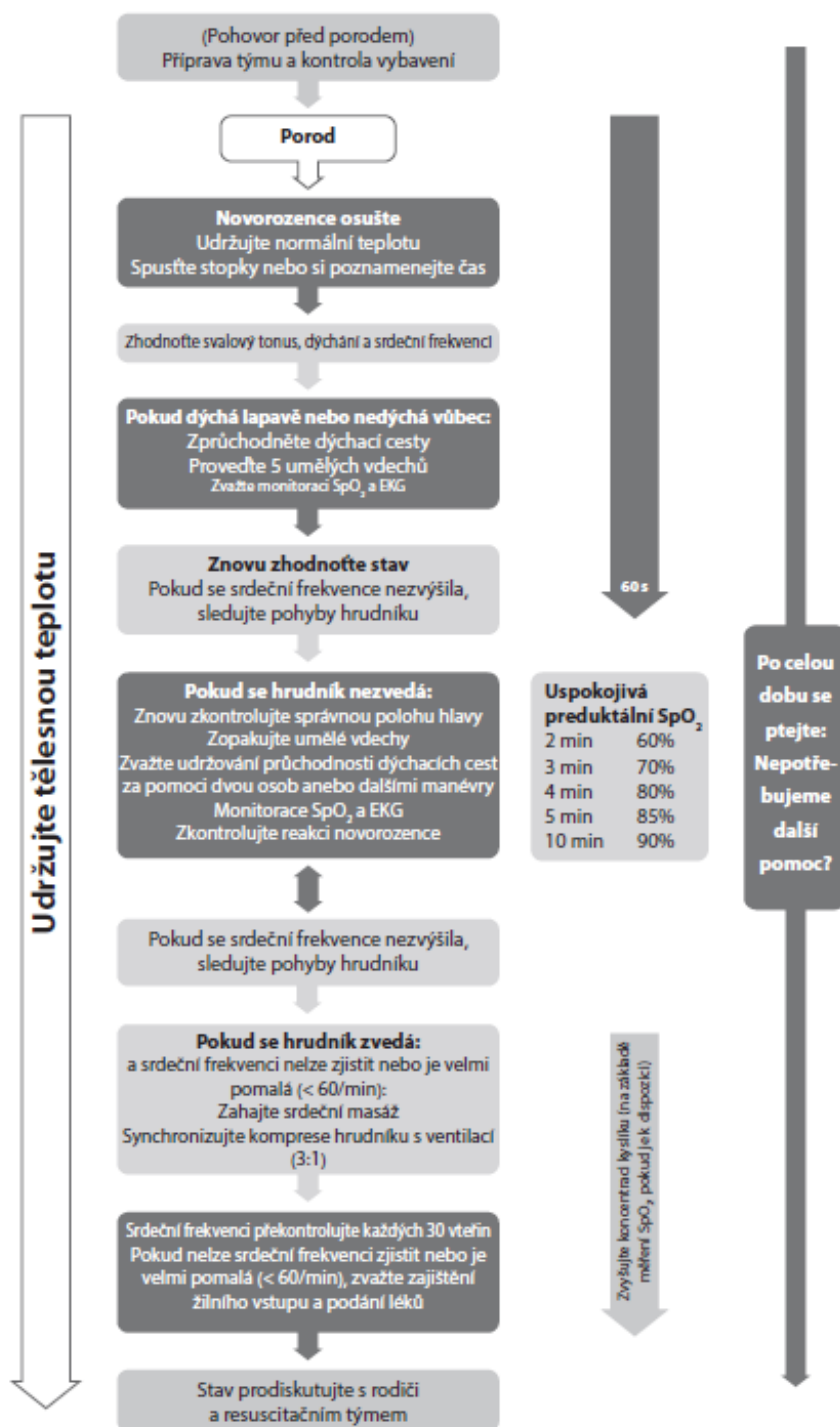 (Pohovor před porodem)
Příprava týmu a kontrola vybavení
Porod
Novorozence osušte
Udržujte normální teplotu
Spusťte stopky nebo si poznamenejte čas
Zhodnoťte svalový tonus, dýchání a srdeční frekvenci
Pokud dýchá lapavě nebo nedýchá vůbec:
Zprůchodněte dýchací cesty
Proveďte 5 umělých vdechů
Zvažte monitoraci SpO₂ a EKG
Znovu zhodnoťte stav
Pokud se srdeční frekvence nezvýšila,
sledujte pohyby hrudníku
Pokud se hrudník nezvedá:
Znovu zkontrolujte správnou polohu hlavy
Zopakujte umělé vdechy
Zvažte udržování průchodnosti dýchacích cest
za pomoci dvou osob anebo dalšími manévry
Monitorace SpO₂ a EKG
Zkontrolujte reakci novorozence
Pokud se srdeční frekvence nezvýšila,
sledujte pohyby hrudníku
Pokud se hrudník zvedá:
a srdeční frekvenci nelze zjistit nebo je velmi
pomalá (< 60/min):
Zahajte srdeční masáž
Synchronizujte komprese hrudníku s ventilací
(3:1)
Srdeční frekvenci překontrolujte každých 30 vteřin
Pokud nelze srdeční frekvenci zjistit nebo je
velmi pomalá (< 60/min), zvažte zajištění
žilního vstupu a podání léků
Stav prodiskutujte s rodiči
a resuscitačním týmem
Udržujte tělesnou teplotu
60 s
Uspokojivá
preduktální SpO₂
2 min 60%
3 min 70%
4 min 80%
5 min 85%
10 min 90%
Zvyšujte koncentraci kyslíku (na základě
měření SpO₂ pokud je k dispozici)
Po celou
dobu se
ptejte:
Nepotře-
bujeme
další
pomoc?